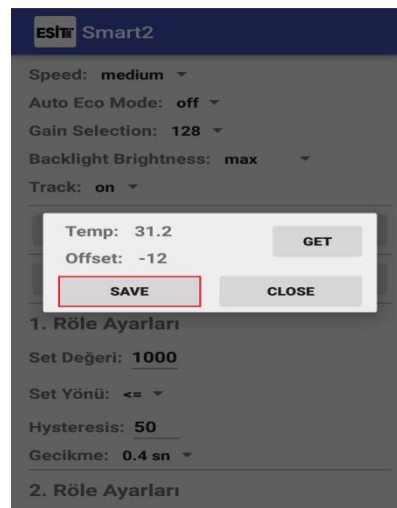 ESiT Smart2
Speed: medium
Auto Eco Mode: off
Gain Selection: 128
Backlight Brightness: max
Track: on
Temp: 31.2
GET
Offset: -12
SAVE
CLOSE
1. Röle Ayarları
Set Değeri: 1000
Set Yönü: <=
Hysteresis: 50
Gecikme: 0.4 sn
2. Röle Ayarları